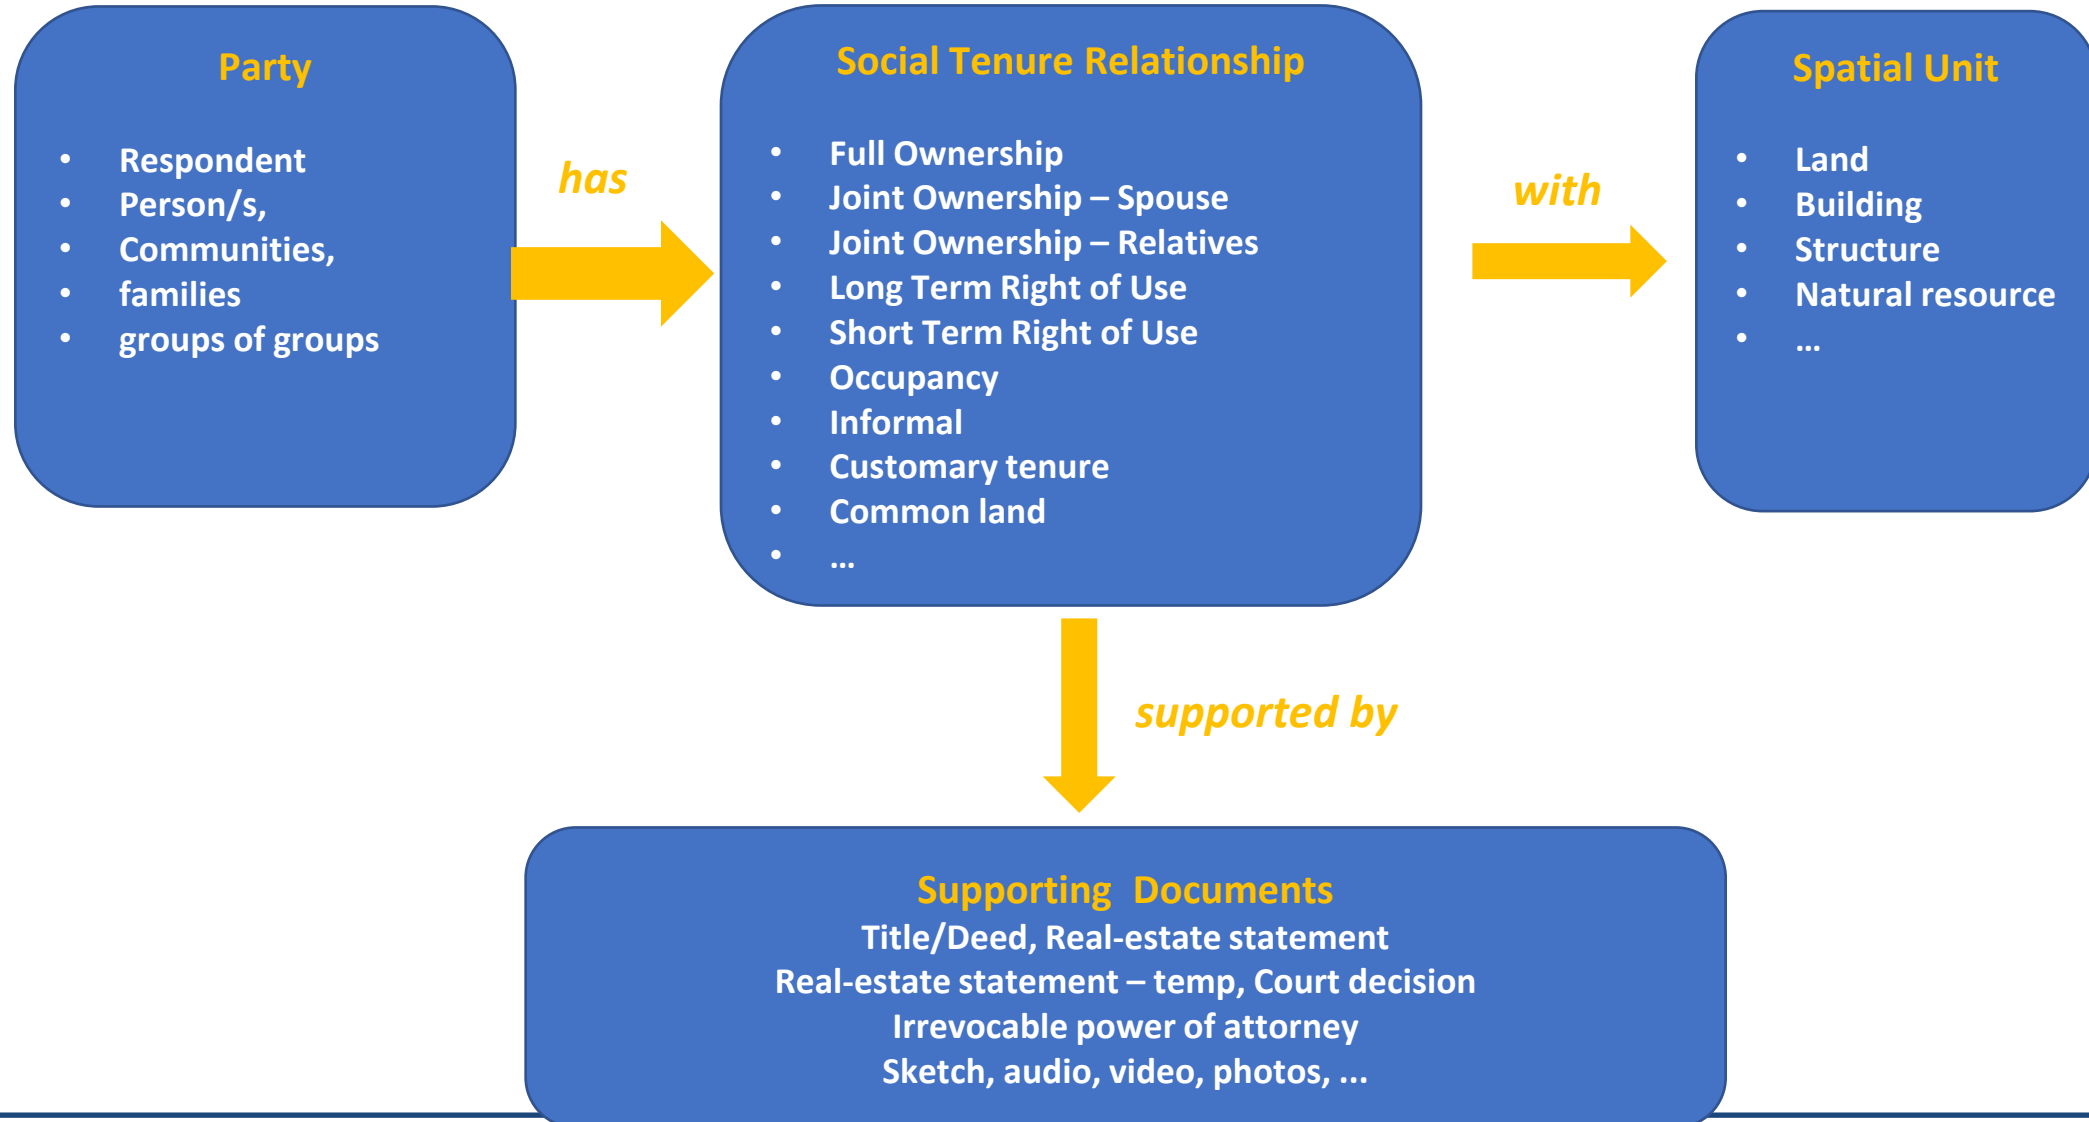 Party
• Respondent
• Person/s,
• Communities,
• families
• groups of groups
has
Social Tenure Relationship
• Full Ownership
• Joint Ownership – Spouse
• Joint Ownership – Relatives
• Long Term Right of Use
• Short Term Right of Use
• Occupancy
• Informal
• Customary tenure
• Common land
• ...
with
Spatial Unit
• Land
• Building
• Structure
• Natural resource
• ...
supported by
Supporting Documents
Title/Deed, Real-estate statement
Real-estate statement – temp, Court decision
Irrevocable power of attorney
Sketch, audio, video, photos, ...